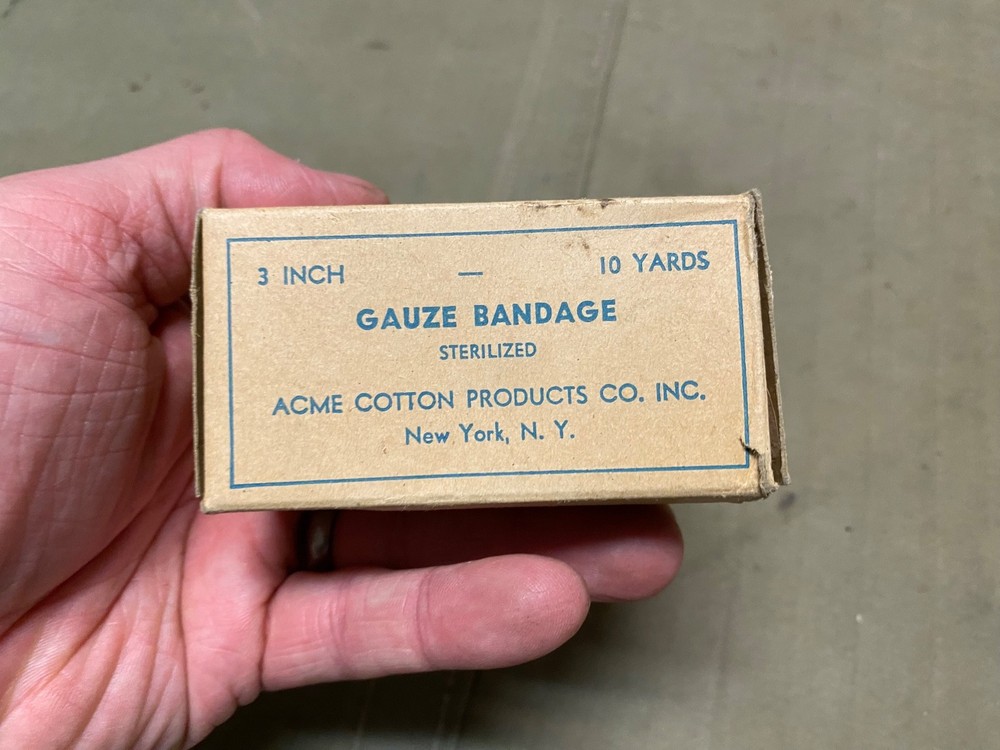 3 INCH — 10 YARDS
GAUZE BANDAGE
STERILIZED
ACME COTTON PRODUCTS CO. INC.
New York, N. Y.